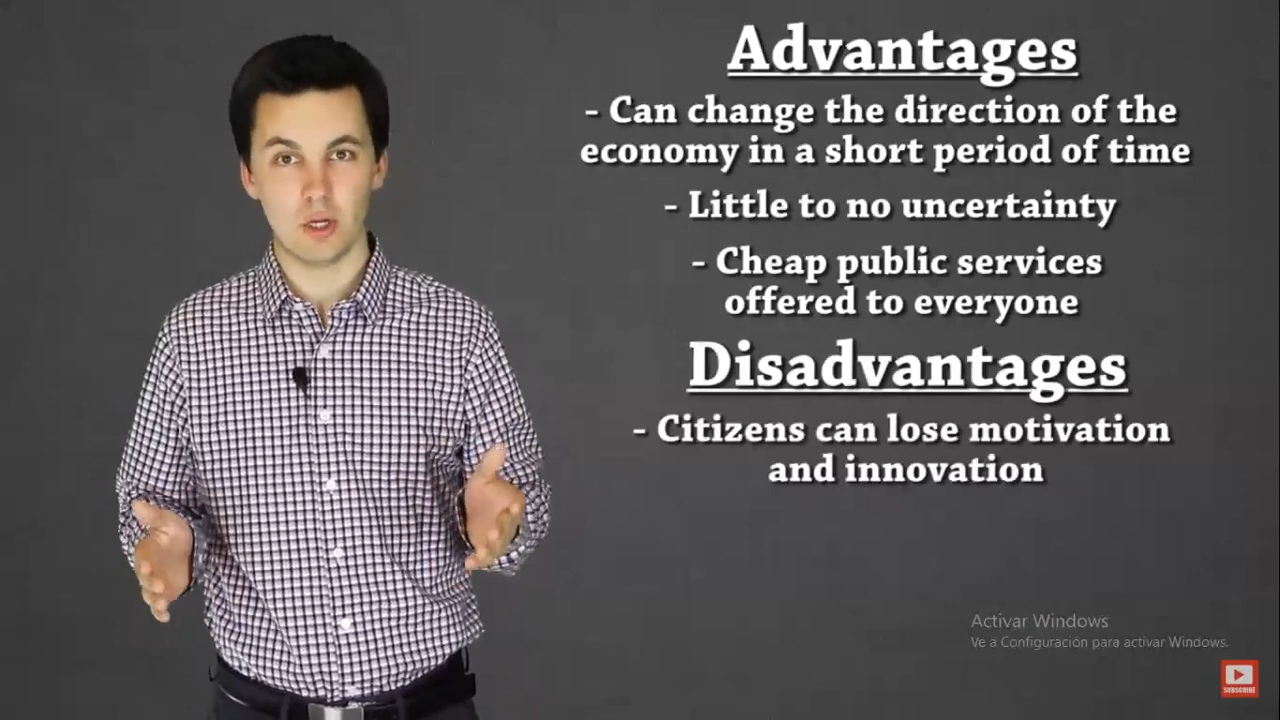 Advantages
- Can change the direction of the
economy in a short period of time
- Little to no uncertainty
- Cheap public services
offered to everyone
Disadvantages
- Citizens can lose motivation
and innovation
Activar Windows
Ve a Configuración para activar Windows.
SUBSCRIBE